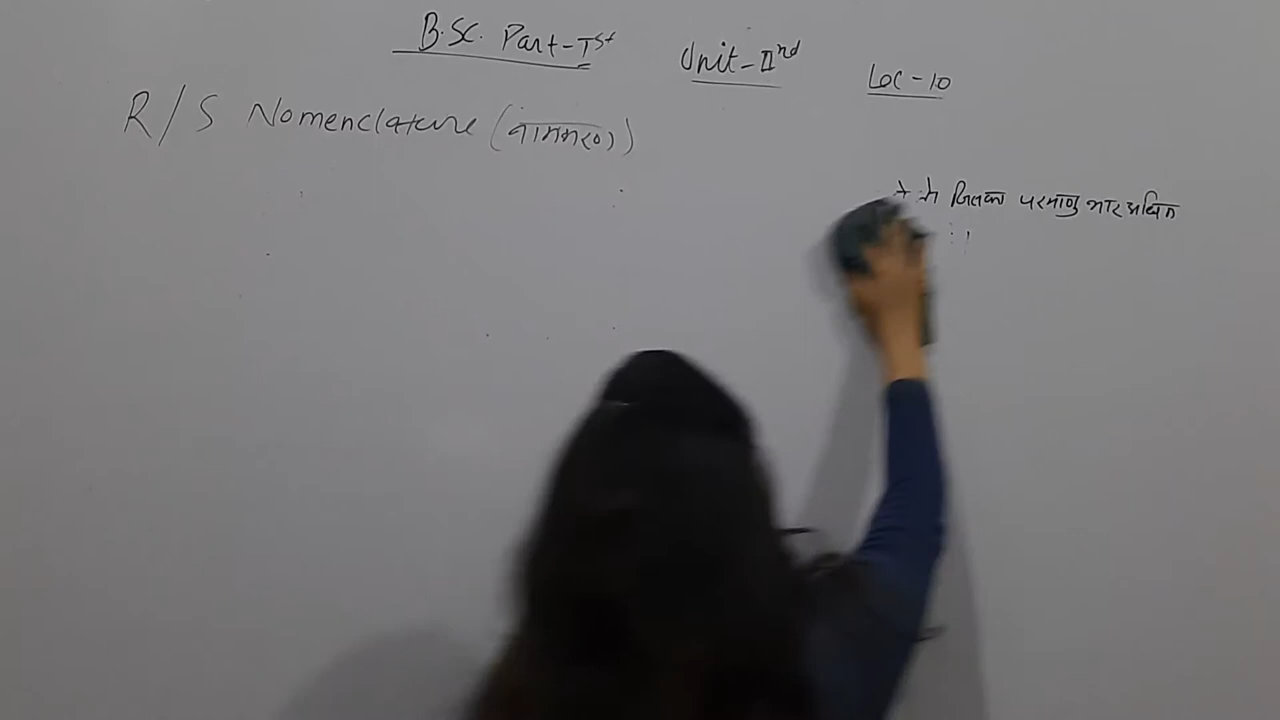 B.SC. Part-Ist Unit-IInd Lec-10
R/S Nomenclature (नामकरण)
से जिसका परमाणु भार अधिक